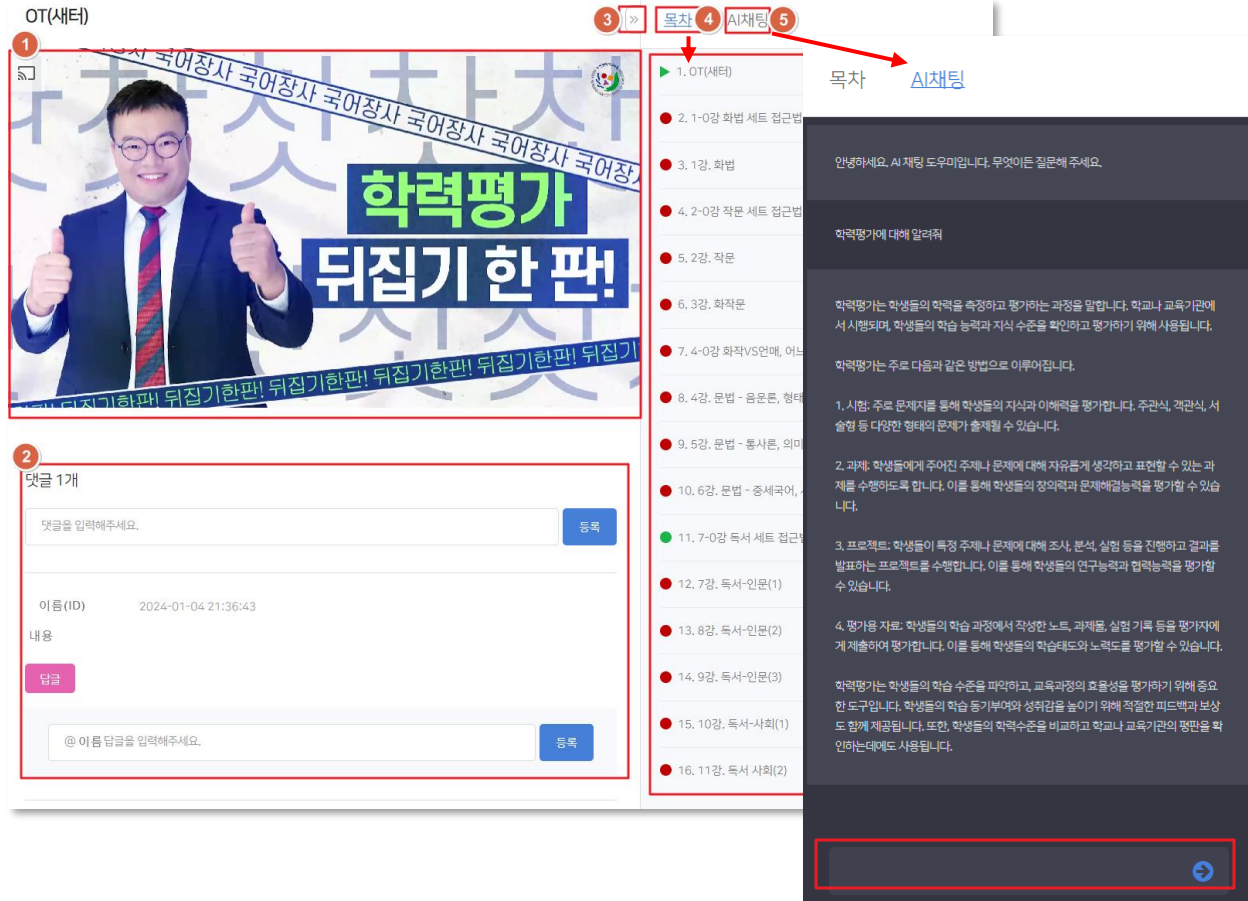 OT(새터)
3
»
목차
4
AI채팅
5
1
국어장사 국어장사 국어장사 국어장사 국어장사
학력평가
뒤집기 한 판!
뒤집기한판! 뒤집기한판! 뒤집기한판! 뒤집기한판!
1. OT(새터)
2. 1-0강 화법 세트 접근법
3. 1강. 화법
4. 2-0강 작문 세트 접근법
5. 2강. 작문
6. 3강. 화작문
7. 4-0강 화작VS언매, 어느
8. 4강. 문법 - 음운론, 형태
9. 5강. 문법 - 통사론, 의미
10. 6강. 문법 - 중세국어,
11. 7-0강 독서 세트 접근법
12. 7강. 독서-인문(1)
13. 8강. 독서-인문(2)
14. 9강. 독서-인문(3)
15. 10강. 독서-사회(1)
16. 11강. 독서 사회(2)
2
댓글 1개
댓글을 입력해주세요.
등록
이름(ID)
2024-01-04 21:36:43
내용
답글
@ 이름 답글을 입력해주세요.
등록
목차
AI채팅
안녕하세요. AI 채팅 도우미입니다. 무엇이든 질문해 주세요.
학력평가에 대해 알려줘
학력평가는 학생들의 학력을 측정하고 평가하는 과정을 말합니다. 학교나 교육기관에
서 시행되며, 학생들의 학습 능력과 지식 수준을 확인하고 평가하기 위해 사용됩니다.
학력평가는 주로 다음과 같은 방법으로 이루어집니다.
1. 시험: 주로 문제지를 통해 학생들의 지식과 이해력을 평가합니다. 주관식, 객관식, 서
술형 등 다양한 형태의 문제가 출제될 수 있습니다.
2. 과제: 학생들에게 주어진 주제나 문제에 대해 자유롭게 생각하고 표현할 수 있는 과
제를 수행하도록 합니다. 이를 통해 학생들의 창의력과 문제해결능력을 평가할 수 있습
니다.
3. 프로젝트: 학생들이 특정 주제나 문제에 대해 조사, 분석, 실험 등을 진행하고 결과를
발표하는 프로젝트를 수행합니다. 이를 통해 학생들의 연구능력과 협력능력을 평가할
수 있습니다.
4. 평가용 자료: 학생들의 학습 과정에서 작성한 노트, 과제물, 실험 기록 등을 평가자에
게 제출하여 평가합니다. 이를 통해 학생들의 학습태도와 노력도를 평가할 수 있습니다.
학력평가는 학생들의 학습 수준을 파악하고, 교육과정의 효율성을 평가하기 위해 중요
한 도구입니다. 학생들의 학습 동기부여와 성취감을 높이기 위해 적절한 피드백과 보상
도 함께 제공됩니다. 또한, 학생들의 학력수준을 비교하고 학교나 교육기관의 평판을 확
인하는데에도 사용됩니다.